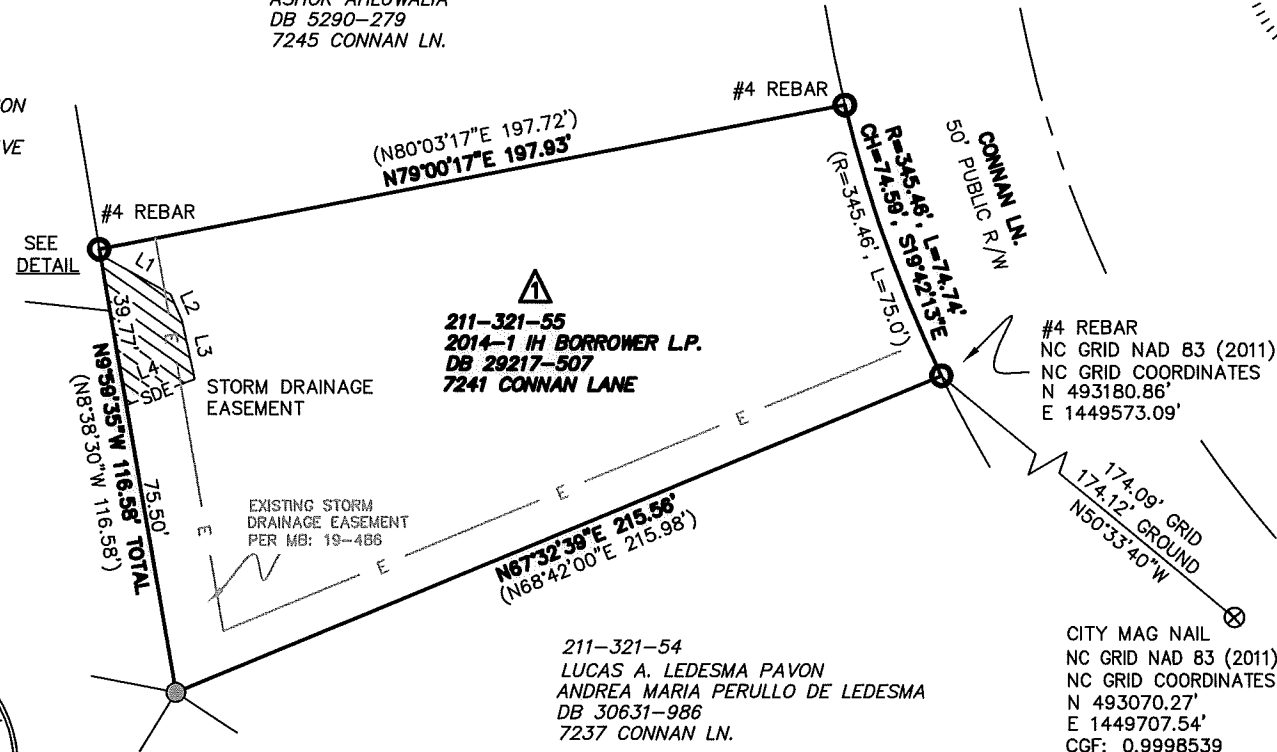 ASHOK AHLUWALIA
DB 5290-279
7245 CONNAN LN.
ON
VE
#4 REBAR
(N80°03'17"E 197.72')
N79°00'17"E 197.93'
R=345.46', L=74.74'
CH=74.59', S19°42'13"E
(R=345.46', L=75.0')
CONNAN LN.
50' PUBLIC R/W
#4 REBAR
SEE
DETAIL
L1
L2
L3
L4
39.77'
SDE
E
STORM DRAINAGE
EASEMENT
1
211-321-55
2014-1 IH BORROWER L.P.
DB 29217-507
7241 CONNAN LANE
#4 REBAR
NC GRID NAD 83 (2011)
NC GRID COORDINATES
N 493180.86'
E 1449573.09'
N9°59'35"W 116.58' TOTAL
(N8°38'30"W 116.58')
75.50'
E
EXISTING STORM
DRAINAGE EASEMENT
PER MB: 19-486
E
E
E
N67°32'39"E 215.56'
(N68°42'00"E 215.98')
174.09' GRID
174.12' GROUND
N50°33'40"W
211-321-54
LUCAS A. LEDESMA PAVON
ANDREA MARIA PERULLO DE LEDESMA
DB 30631-986
7237 CONNAN LN.
CITY MAG NAIL
NC GRID NAD 83 (2011)
NC GRID COORDINATES
N 493070.27'
E 1449707.54'
CGF: 0.9998539